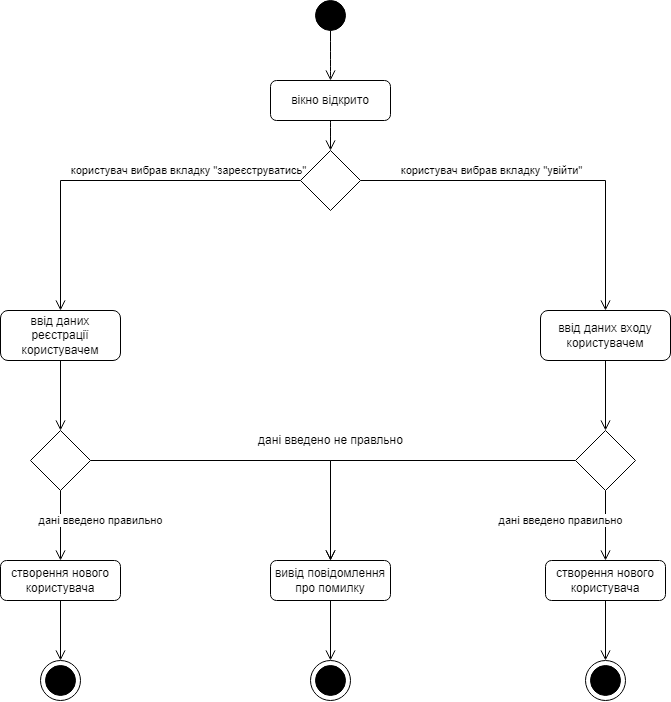 вікно відкрито
користувач вибрав вкладку "зареєструватись"
користувач вибрав вкладку "увійти"
ввід даних
реєстрації
користувачем
ввід даних входу
користувачем
дані введено не правльно
дані введено правильно
дані введено правильно
створення нового
користувача
вивід повідомлення
про помилку
створення нового
користувача